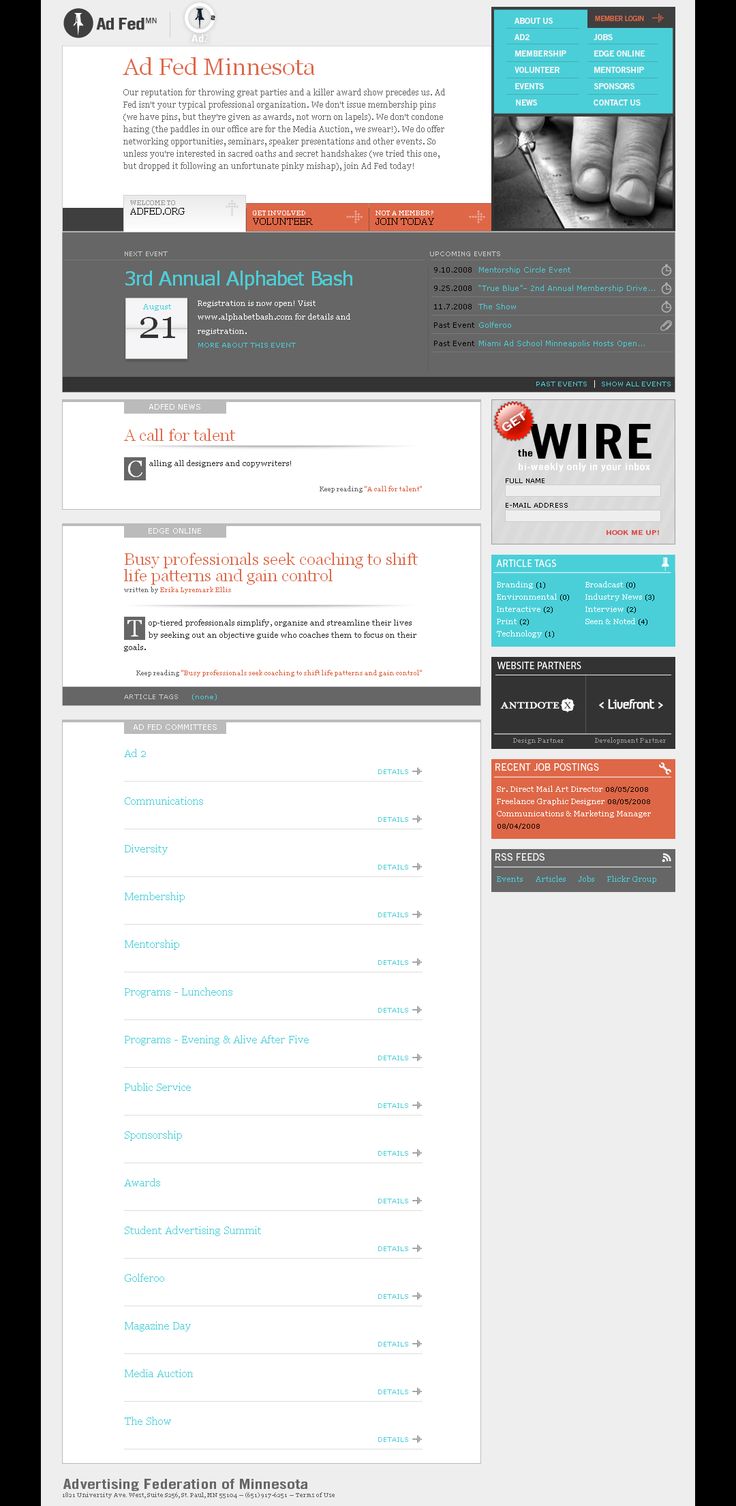 Ad Fed MN
Ad2
ABOUT US
AD2
MEMBERSHIP
VOLUNTEER
EVENTS
NEWS
MEMBER LOGIN
JOBS
EDGE ONLINE
MENTORSHIP
SPONSORS
CONTACT US
Ad Fed Minnesota
Our reputation for throwing great parties and a killer award show precedes us. Ad
Fed isn't your typical professional organization. We don't issue membership pins
(we have pins, but they're given as awards, not worn on lapels). We don't condone
hazing (the paddles in our office are for the Media Auction, we swear!). We do offer
networking opportunities, seminars, speaker presentations and other events. So
unless you're interested in sacred oaths and secret handshakes (we tried this one,
but dropped it following an unfortunate pinky mishap), join Ad Fed today!
WELCOME TO
ADFED.ORG
GET INVOLVED
VOLUNTEER
NOT A MEMBER?
JOIN TODAY
NEXT EVENT
3rd Annual Alphabet Bash
August
21
Registration is now open! Visit
www.alphabetbash.com for details and
registration.
MORE ABOUT THIS EVENT
UPCOMING EVENTS
9.10.2008 Mentorship Circle Event
9.25.2008 "True Blue"- 2nd Annual Membership Drive...
11.7.2008 The Show
Past Event Golferoo
Past Event Miami Ad School Minneapolis Hosts Open...
PAST EVENTS | SHOW ALL EVENTS
ADFED NEWS
A call for talent
Calling all designers and copywriters!
Keep reading "A call for talent"
EDGE ONLINE
Busy professionals seek coaching to shift
life patterns and gain control
written by Erika Lyremark Ellis
Top-tiered professionals simplify, organize and streamline their lives
by seeking out an objective guide who coaches them to focus on their
goals.
Keep reading "Busy professionals seek coaching to shift life patterns and gain control"
ARTICLE TAGS (none)
AD FED COMMITTEES
Ad 2
DETAILS
Communications
DETAILS
Diversity
DETAILS
Membership
DETAILS
Mentorship
DETAILS
Programs - Luncheons
DETAILS
Programs - Evening & Alive After Five
DETAILS
Public Service
DETAILS
Sponsorship
DETAILS
Awards
DETAILS
Student Advertising Summit
DETAILS
Golferoo
DETAILS
Magazine Day
DETAILS
Media Auction
DETAILS
The Show
DETAILS
GET
the WIRE
bi-weekly only in your inbox
FULL NAME
E-MAIL ADDRESS
HOOK ME UP!
ARTICLE TAGS
Branding (1)
Environmental (0)
Interactive (2)
Print (2)
Technology (1)
Broadcast (0)
Industry News (3)
Interview (2)
Seen & Noted (4)
WEBSITE PARTNERS
ANTIDOTE X
< Livefront >
Design Partner
Development Partner
RECENT JOB POSTINGS
Sr. Direct Mail Art Director 08/05/2008
Freelance Graphic Designer 08/05/2008
Communications & Marketing Manager
08/04/2008
RSS FEEDS
Events Articles Jobs Flickr Group
Advertising Federation of Minnesota
1821 University Ave. West, Suite S256, St. Paul, MN 55104 — (651) 917-6251 — Terms of Use